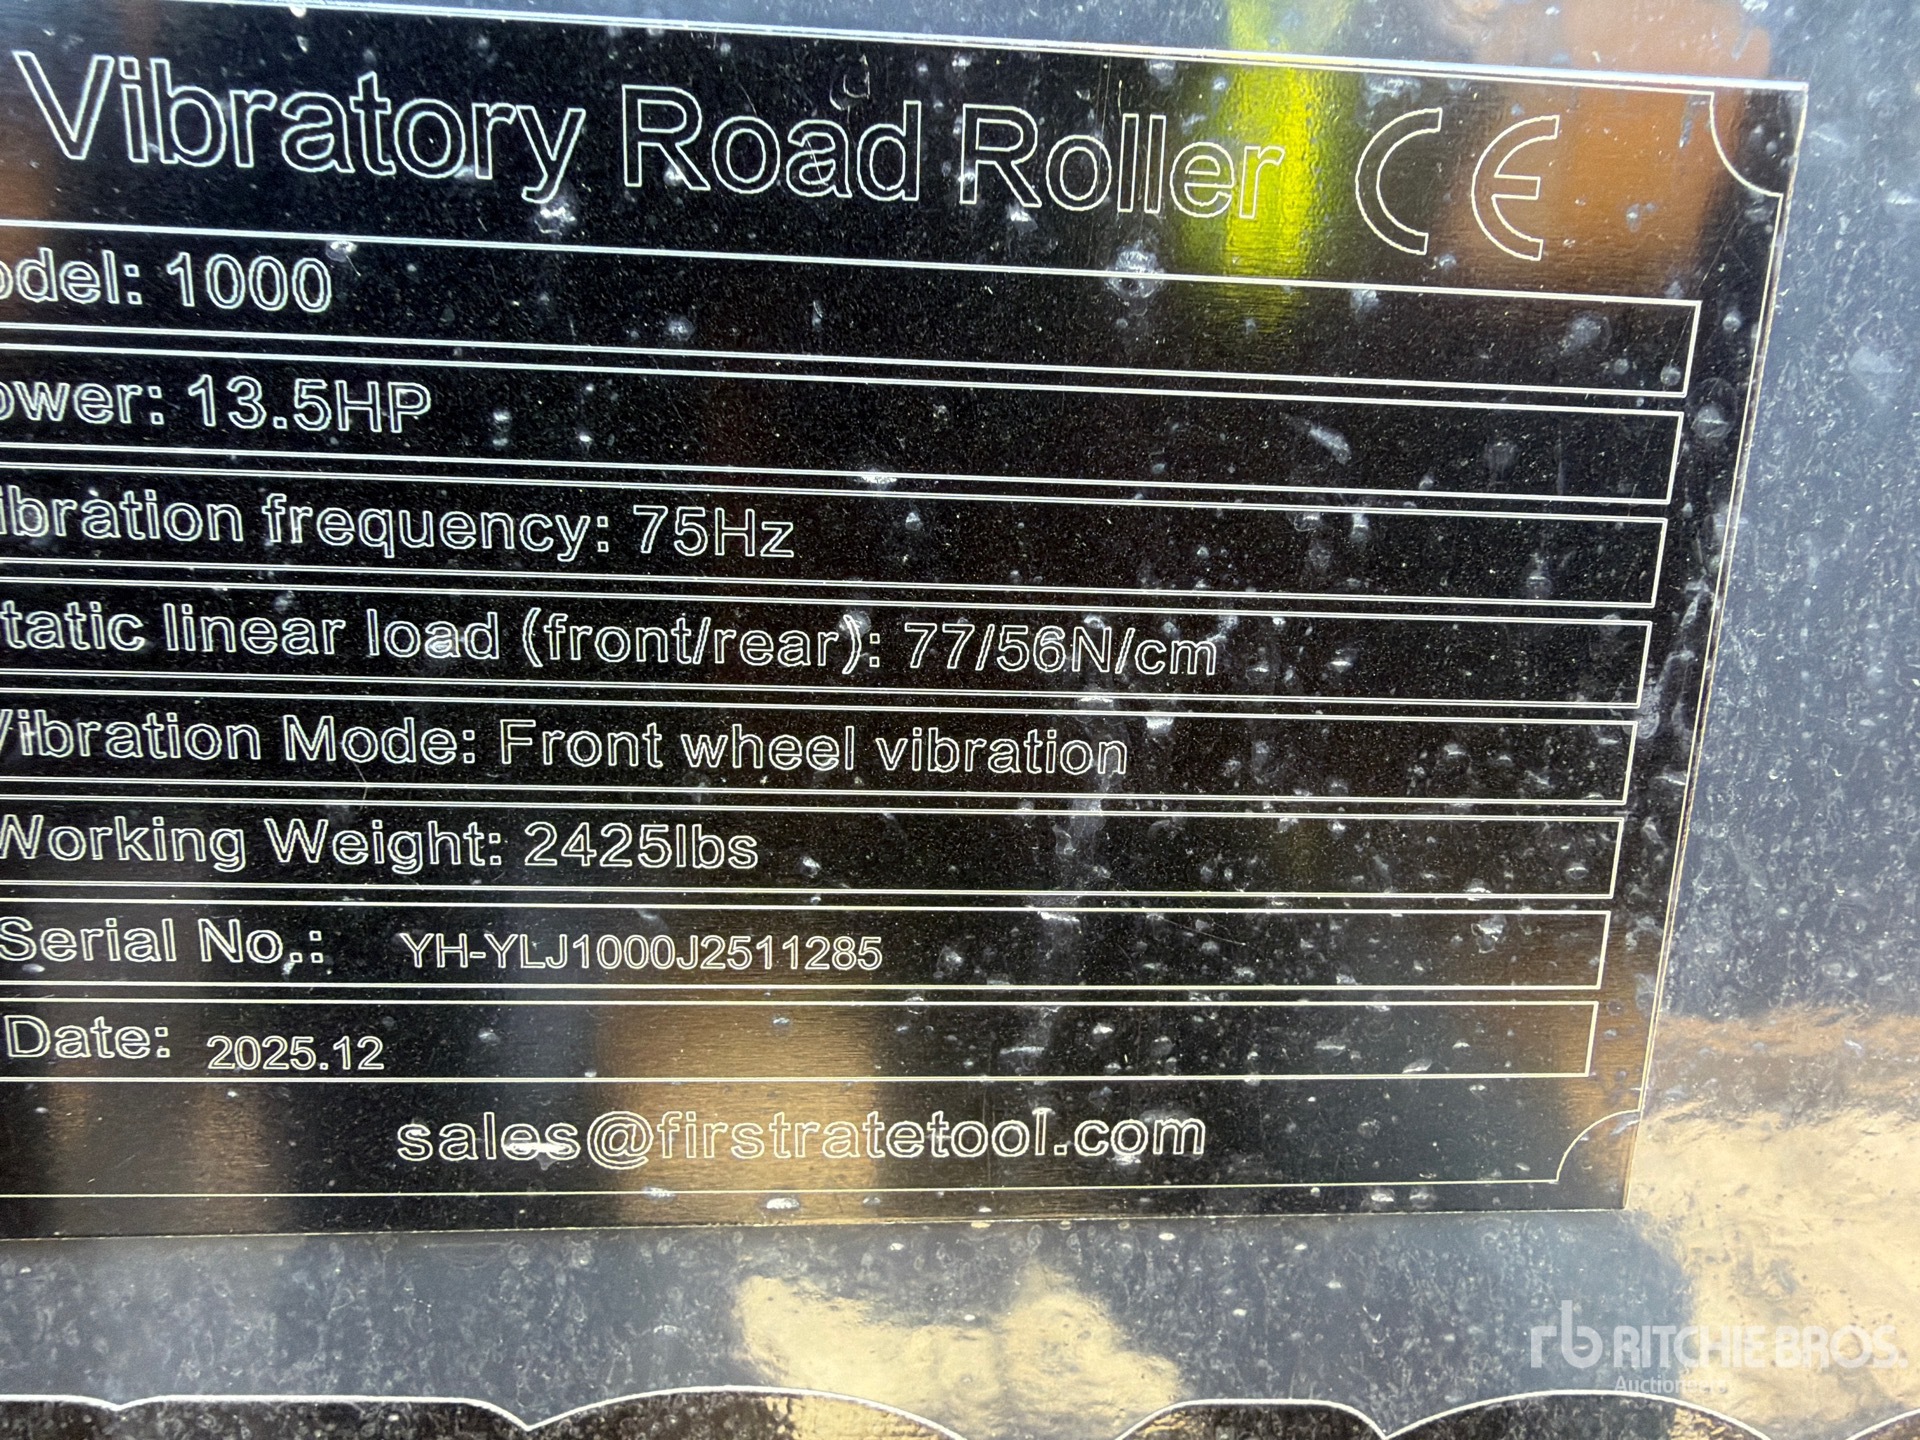 Vibratory Road Roller CE
odel: 1000
ower: 13.5HP
ibration frequency: 75Hz
tatic linear load (front/rear): 77/56N/cm
Vibration Mode: Front wheel vibration
Working Weight: 2425lbs
Serial No.: YH-YLJ1000J2511285
Date: 2025.12
sales@firstratetool.com
rb RITCHIE BROS.
Auctioneers